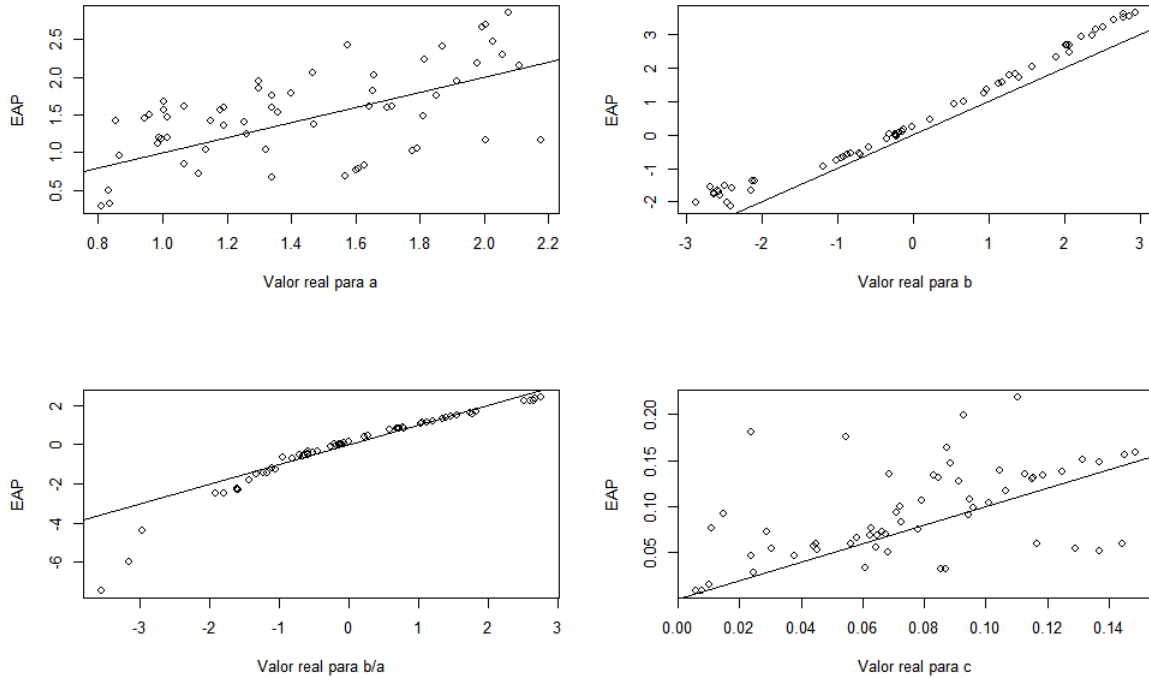 EAP
0.5 1.0 1.5 2.0 2.5
0.8 1.0 1.2 1.4 1.6 1.8 2.0 2.2
Valor real para a
EAP
-2 -1 0 1 2 3
-3 -2 -1 0 1 2 3
Valor real para b
EAP
-6 -4 -2 0 2
-3 -2 -1 0 1 2 3
Valor real para b/a
EAP
0.05 0.10 0.15 0.20
0.00 0.02 0.04 0.06 0.08 0.10 0.12 0.14
Valor real para c